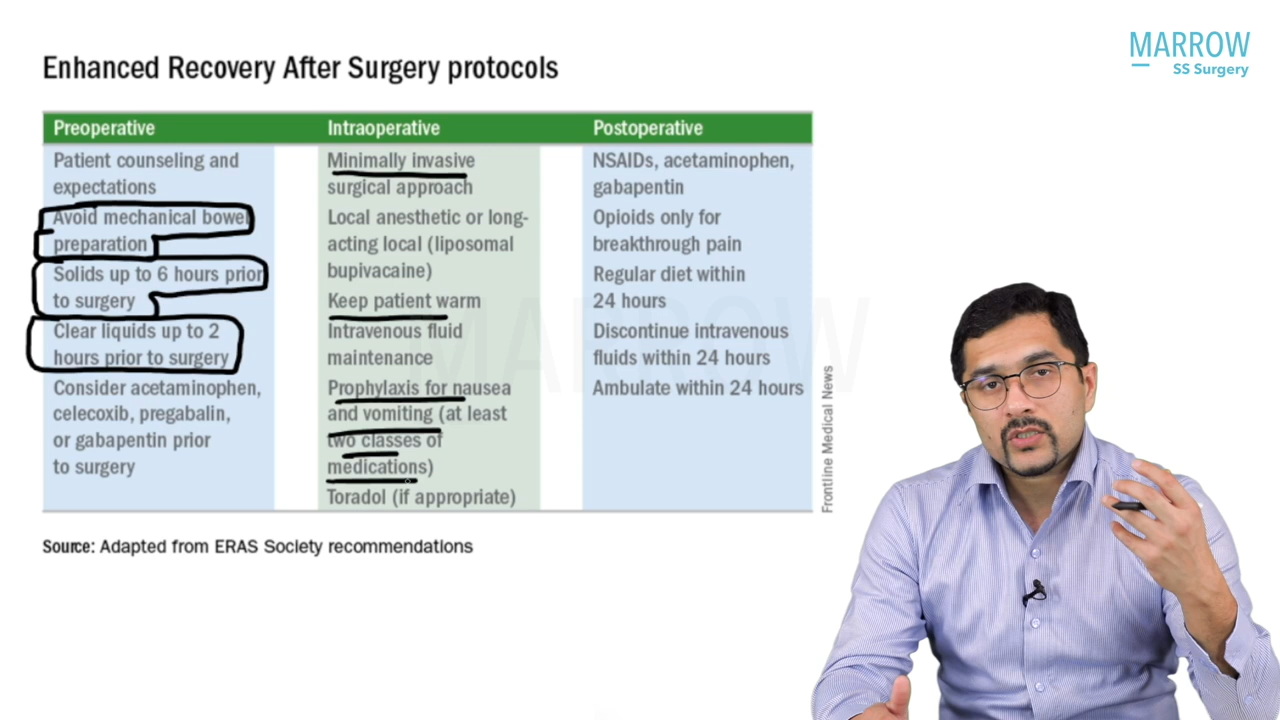 MARROW
SS Surgery
Enhanced Recovery After Surgery protocols
Preoperative
Patient counseling and
expectations
Avoid mechanical bowel
preparation
Solids up to 6 hours prior
to surgery
Clear liquids up to 2
hours prior to surgery
Consider acetaminophen,
celecoxib, pregabalin,
or gabapentin prior
to surgery
Intraoperative
Minimally invasive
surgical approach
Local anesthetic or long-
acting local (liposomal
bupivacaine)
Keep patient warm
Intravenous fluid
maintenance
Prophylaxis for nausea
and vomiting (at least
two classes of
medications)
Toradol (if appropriate)
Postoperative
NSAIDs, acetaminophen,
gabapentin
Opioids only for
breakthrough pain
Regular diet within
24 hours
Discontinue intravenous
fluids within 24 hours
Ambulate within 24 hours
Frontline Medical News
Source: Adapted from ERAS Society recommendations
MARROW